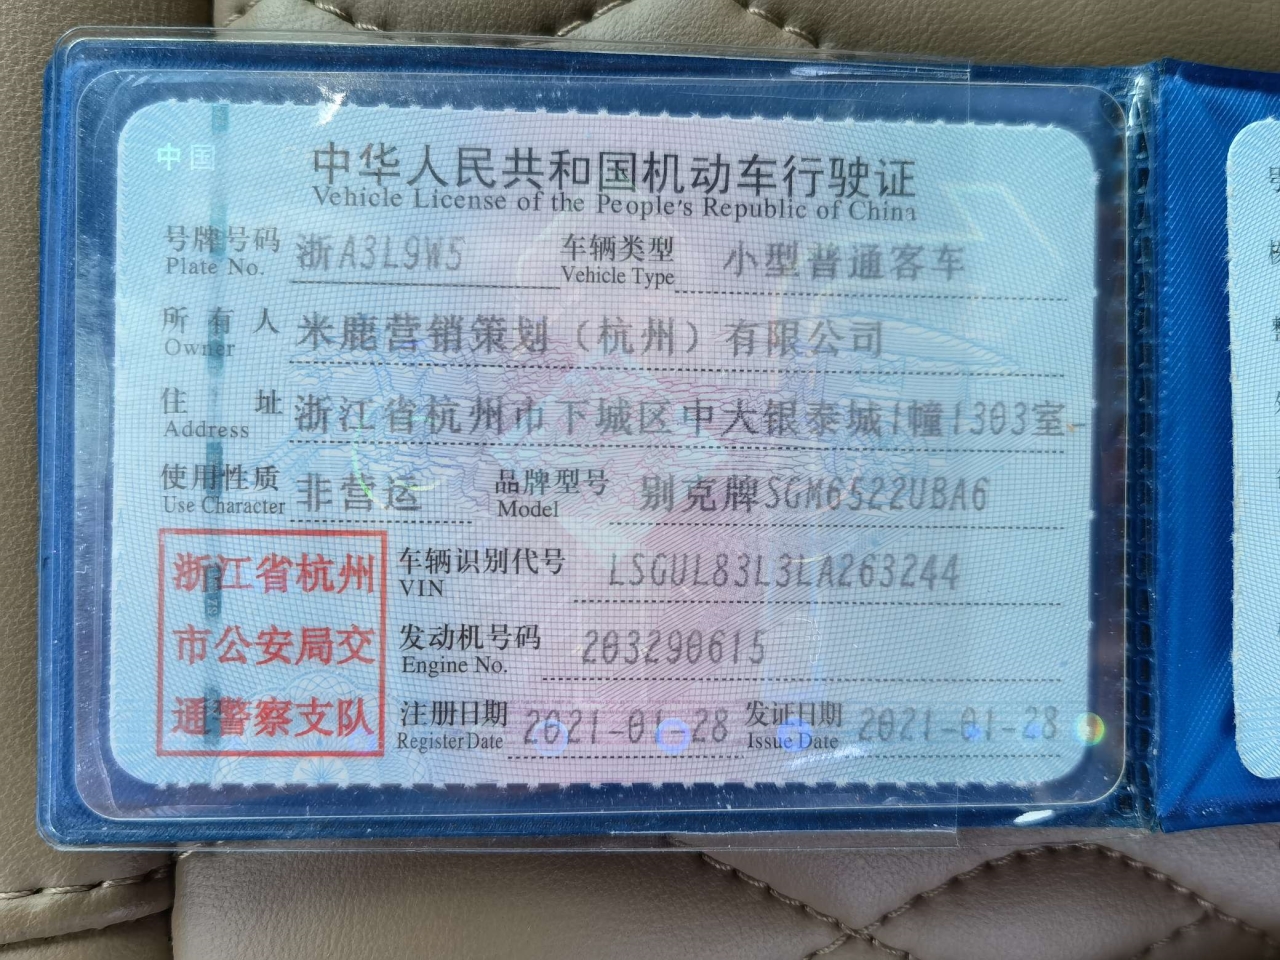 中国
中华人民共和国机动车行驶证
Vehicle License of the People's Republic of China
号牌号码 浙A3L9W5 车辆类型 小型普通客车
Plate No. Vehicle Type
所有人 米鹿营销策划（杭州）有限公司
Owner
住址 浙江省杭州市下城区中大银泰城1幢1303室-
Address
使用性质 非营运 品牌型号 别克牌SGM6522UBA6
Use Character Model
浙江省杭州
市公安局交
通警察支队
车辆识别代号 LSGUL83L3LA263244
VIN
发动机号码 203290615
Engine No.
注册日期 2021-01-28 发证日期 2021-01-28
Register Date Issue Date